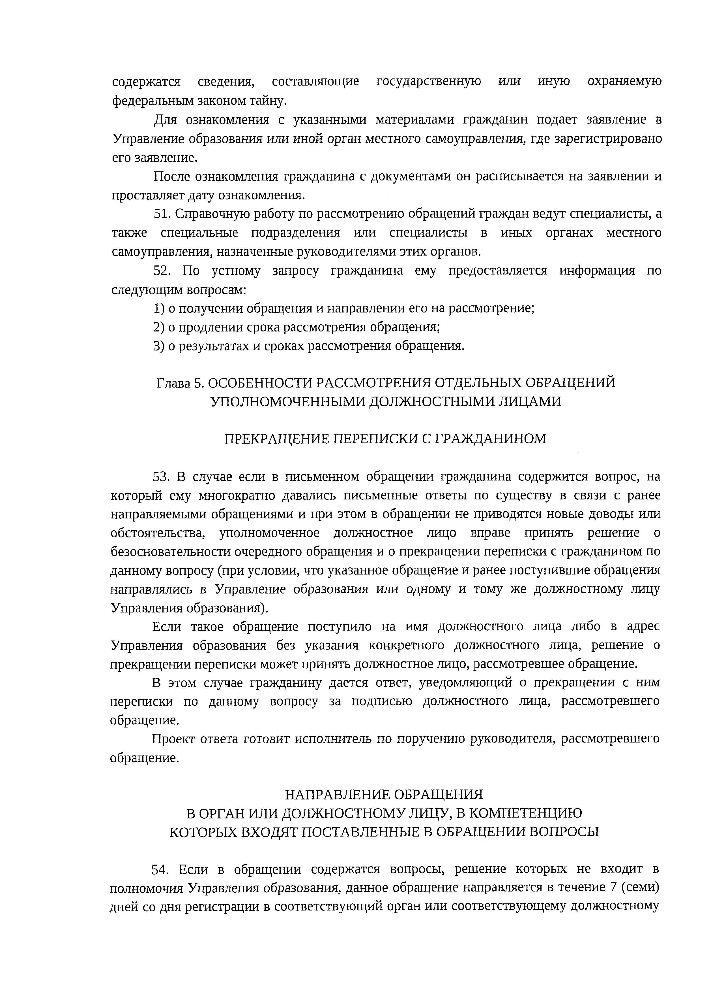 содержатся сведения, составляющие государственную или иную охраняемую
федеральным законом тайну.
Для ознакомления с указанными материалами гражданин подает заявление в
Управление образования или иной орган местного самоуправления, где зарегистрировано
его заявление.
После ознакомления гражданина с документами он расписывается на заявлении и
проставляет дату ознакомления.
51. Справочную работу по рассмотрению обращений граждан ведут специалисты, а
также специальные подразделения или специалисты в иных органах местного
самоуправления, назначенные руководителями этих органов.
52. По устному запросу гражданина ему предоставляется информация по
следующим вопросам:
1) о получении обращения и направлении его на рассмотрение;
2) о продлении срока рассмотрения обращения;
3) о результатах и сроках рассмотрения обращения.
Глава 5. ОСОБЕННОСТИ РАССМОТРЕНИЯ ОТДЕЛЬНЫХ ОБРАЩЕНИЙ
УПОЛНОМОЧЕННЫМИ ДОЛЖНОСТНЫМИ ЛИЦАМИ
ПРЕКРАЩЕНИЕ ПЕРЕПИСКИ С ГРАЖДАНИНОМ
53. В случае если в письменном обращении гражданина содержится вопрос, на
который ему многократно давались письменные ответы по существу в связи с ранее
направляемыми обращениями и при этом в обращении не приводятся новые доводы или
обстоятельства, уполномоченное должностное лицо вправе принять решение о
безосновательности очередного обращения и о прекращении переписки с гражданином по
данному вопросу (при условии, что указанное обращение и ранее поступившие обращения
направлялись в Управление образования или одному и тому же должностному лицу
Управления образования).
Если такое обращение поступило на имя должностного лица либо в адрес
Управления образования без указания конкретного должностного лица, решение о
прекращении переписки может принять должностное лицо, рассмотревшее обращение.
В этом случае гражданину дается ответ, уведомляющий о прекращении с ним
переписки по данному вопросу за подписью должностного лица, рассмотревшего
обращение.
Проект ответа готовит исполнитель по поручению руководителя, рассмотревшего
обращение.
НАПРАВЛЕНИЕ ОБРАЩЕНИЯ
В ОРГАН ИЛИ ДОЛЖНОСТНОМУ ЛИЦУ, В КОМПЕТЕНЦИЮ
КОТОРЫХ ВХОДЯТ ПОСТАВЛЕННЫЕ В ОБРАЩЕНИИ ВОПРОСЫ
54. Если в обращении содержатся вопросы, решение которых не входит в
полномочия Управления образования, данное обращение направляется в течение 7 (семи)
дней со дня регистрации в соответствующий орган или соответствующему должностному